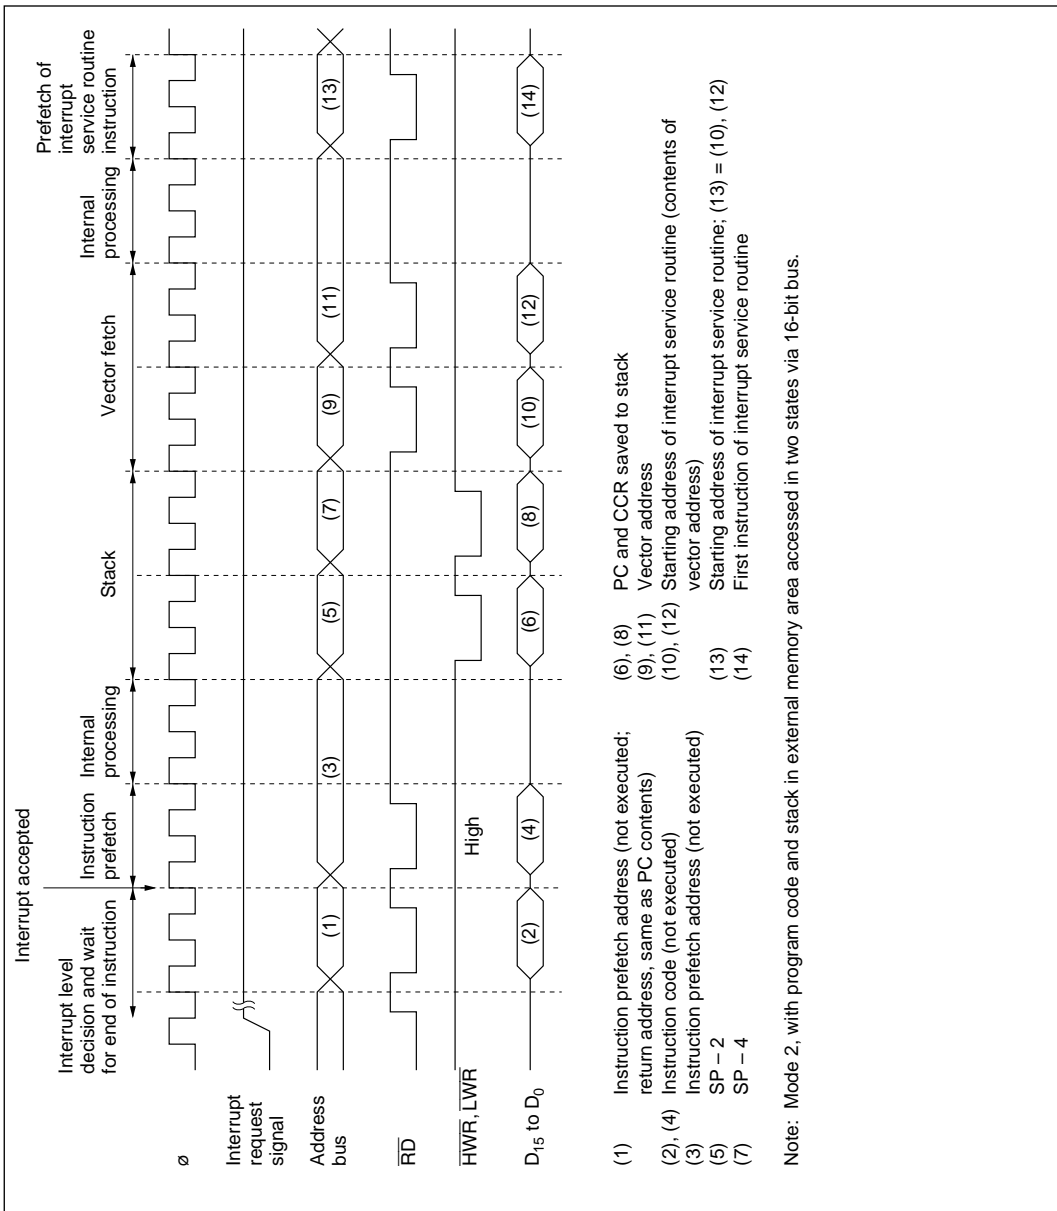 Interrupt accepted
Interrupt level
decision and wait
for end of instruction
Instruction
prefetch
Internal
processing
Stack
Vector fetch
Internal
processing
Prefetch of
interrupt
service routine
instruction
ø
Interrupt
request
signal
Address
bus
(1)
(3)
(5)
(7)
(9)
(11)
(13)
RD
HWR, LWR
High
D15 to D0
(2)
(4)
(6)
(8)
(10)
(12)
(14)
(1) Instruction prefetch address (not executed;
return address, same as PC contents)
(2), (4) Instruction code (not executed)
(3) Instruction prefetch address (not executed)
(5) SP – 2
(7) SP – 4
(6), (8) PC and CCR saved to stack
(9), (11) Vector address
(10), (12) Starting address of interrupt service routine (contents of
vector address)
(13) Starting address of interrupt service routine; (13) = (10), (12)
(14) First instruction of interrupt service routine
Note: Mode 2, with program code and stack in external memory area accessed in two states via 16-bit bus.